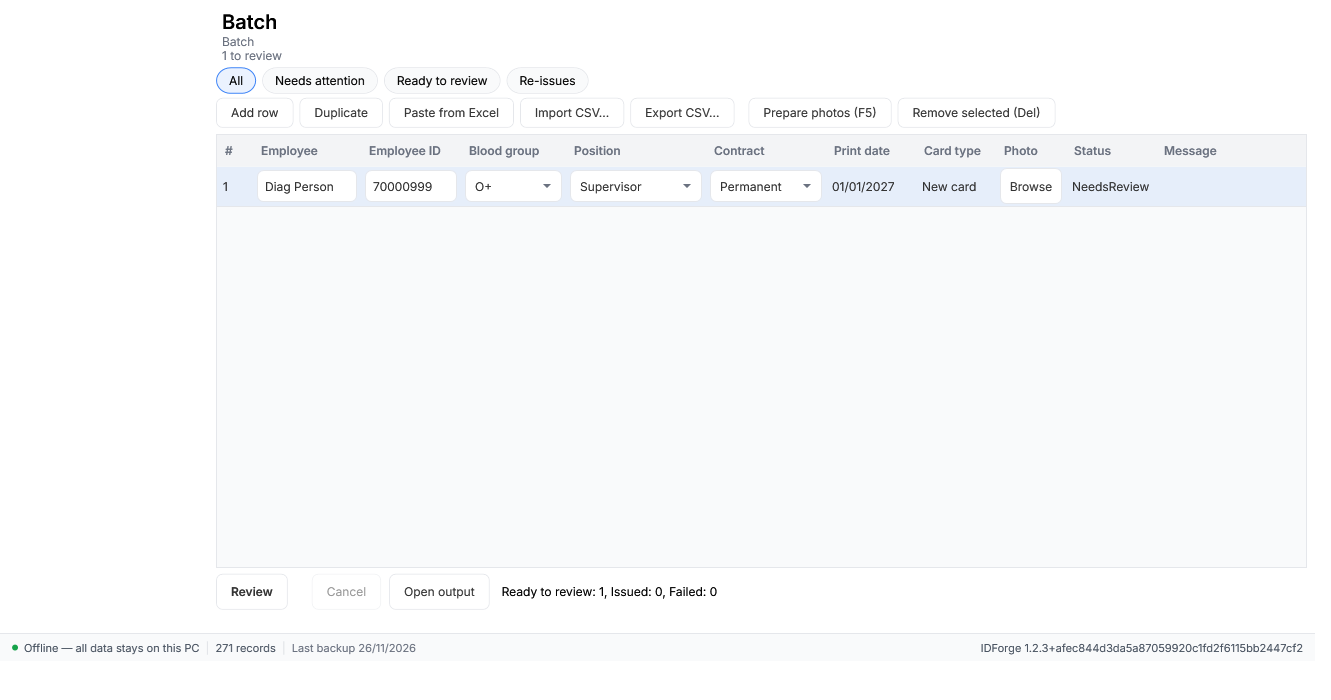 Batch
Batch
1 to review
All Needs attention Ready to review Re-issues
Add row Duplicate Paste from Excel Import CSV... Export CSV... Prepare photos (F5) Remove selected (Del)
# Employee Employee ID Blood group Position Contract Print date Card type Photo Status Message
1 Diag Person 70000999 O+ Supervisor Permanent 01/01/2027 New card Browse NeedsReview
Review Cancel Open output Ready to review: 1, Issued: 0, Failed: 0
Offline — all data stays on this PC 271 records Last backup 26/11/2026 IDForge 1.2.3+afec844d3da5a87059920c1fd2f6115bb2447cf2